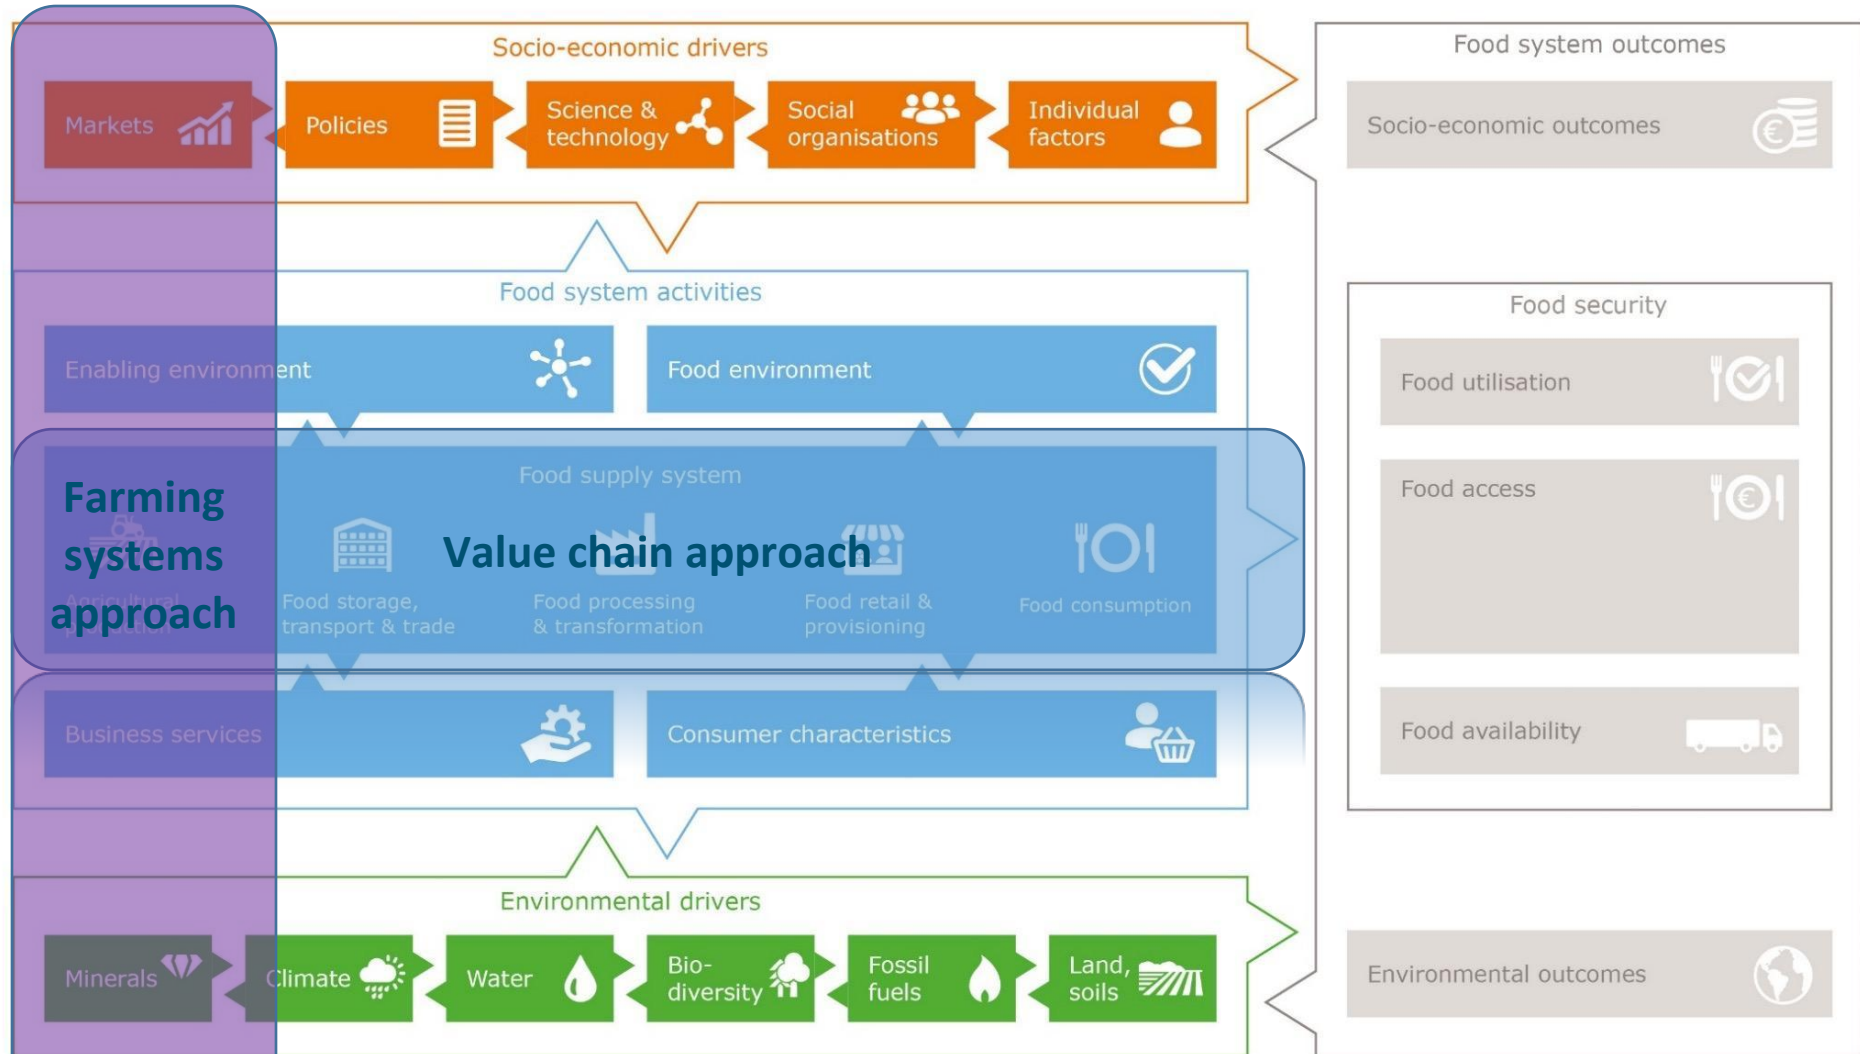 Socio-economic drivers
Markets
Policies
Science &
technology
Social
organisations
Individual
factors
Food system outcomes
Socio-economic outcomes
Food system activities
Enabling environment
Food environment
Food security
Food utilisation
Food access
Food availability
Food supply system
Farming
systems
approach
Value chain approach
Agricultural
production
Food storage,
transport & trade
Food processing
& transformation
Food retail &
provisioning
Food consumption
Business services
Consumer characteristics
Environmental drivers
Minerals
Climate
Water
Bio-
diversity
Fossil
fuels
Land,
soils
Environmental outcomes